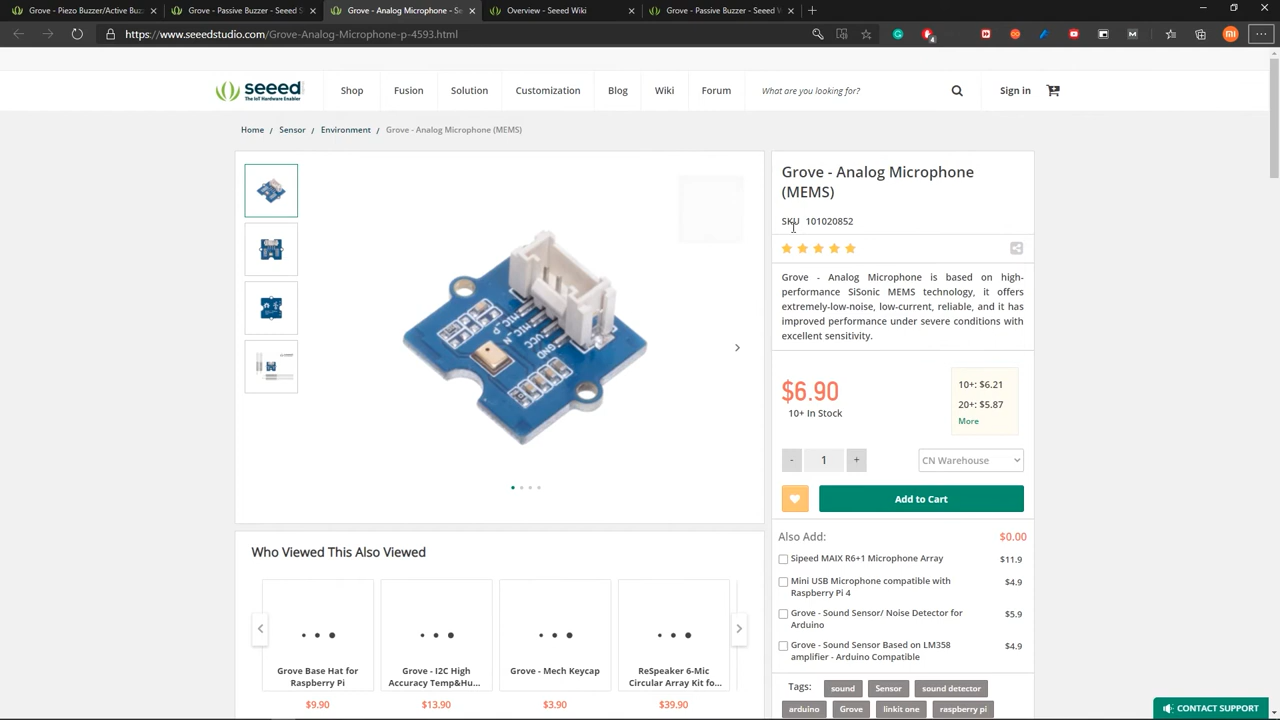 Grove - Piezo Buzzer/Active Buzz
Grove - Passive Buzzer - Seeed S
Grove - Analog Microphone - Se
Overview - Seeed Wiki
Grove - Passive Buzzer - Seeed W
https://www.seeedstudio.com/Grove-Analog-Microphone-p-4593.html
seeed
The IoT Hardware Enabler
Shop
Fusion
Solution
Customization
Blog
Wiki
Forum
What are you looking for?
Sign in
Home / Sensor / Environment / Grove - Analog Microphone (MEMS)
MIC
MIC_P
VCC
GND
Grove - Analog Microphone
(MEMS)
SKU 101020852
Grove - Analog Microphone is based on high-
performance SiSonic MEMS technology, it offers
extremely-low-noise, low-current, reliable, and it has
improved performance under severe conditions with
excellent sensitivity.
$6.90
10+ In Stock
10+: $6.21
20+: $5.87
More
- 1 +
CN Warehouse
Add to Cart
Also Add: $0.00
Sipeed MAIX R6+1 Microphone Array $11.9
Mini USB Microphone compatible with
Raspberry Pi 4
$4.9
Grove - Sound Sensor/ Noise Detector for
Arduino
$5.9
Grove - Sound Sensor Based on LM358
amplifier - Arduino Compatible
$4.9
Tags: sound Sensor sound detector
arduino Grove linkit one raspberry pi
Who Viewed This Also Viewed
Grove Base Hat for
Raspberry Pi
$9.90
Grove - I2C High
Accuracy Temp&Hu...
$13.90
Grove - Mech Keycap
$3.90
ReSpeaker 6-Mic
Circular Array Kit fo...
$39.90
CONTACT SUPPORT